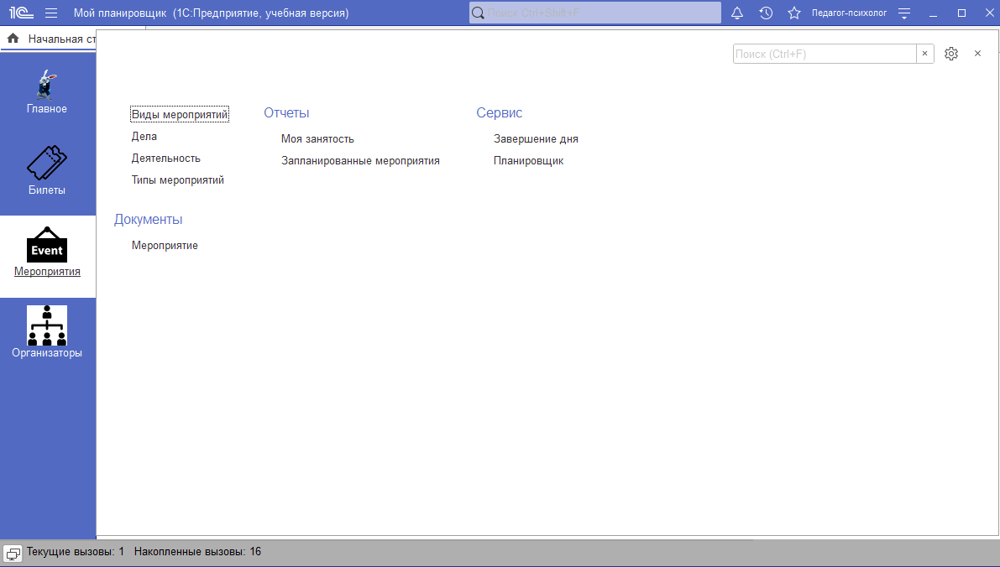 1С Мой планировщик (1С:Предприятие, учебная версия) Поиск Ctrl+Shift+F Педагог-психолог
Начальная ст
Поиск (Ctrl+F)
Главное
Билеты
Event
Мероприятия
Организаторы
Виды мероприятий
Дела
Деятельность
Типы мероприятий
Документы
Мероприятие
Отчеты
Моя занятость
Запланированные мероприятия
Сервис
Завершение дня
Планировщик
Текущие вызовы: 1 Накопленные вызовы: 16